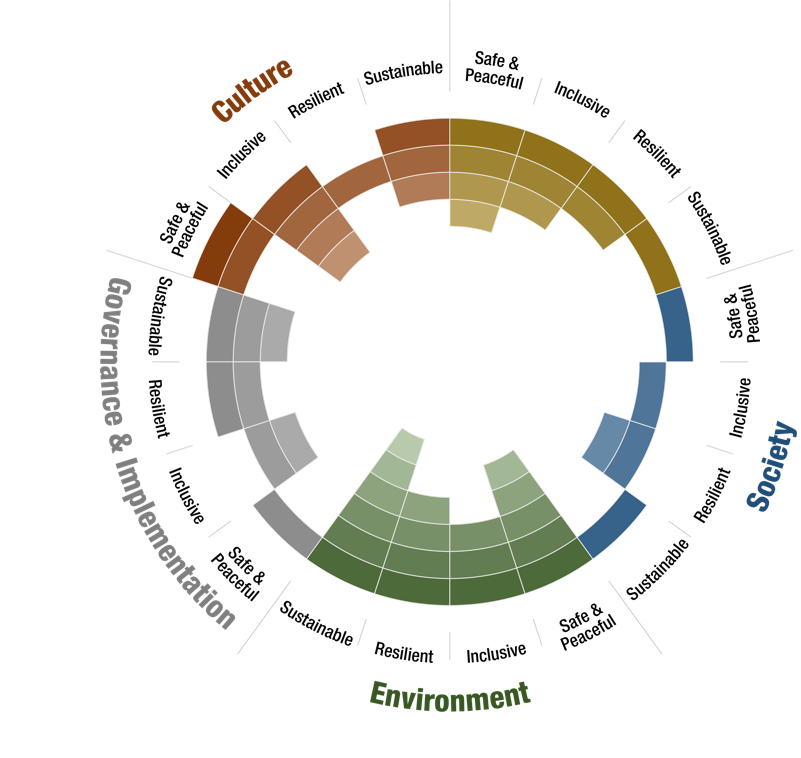 Safe &
Peaceful
Inclusive
Resilient
Sustainable
Safe &
Peaceful
Inclusive
Resilient
Sustainable
Society
Safe &
Peaceful
Inclusive
Resilient
Sustainable
Environment
Safe &
Peaceful
Inclusive
Resilient
Sustainable
Governance & Implementation
Safe &
Peaceful
Inclusive
Resilient
Sustainable
Culture